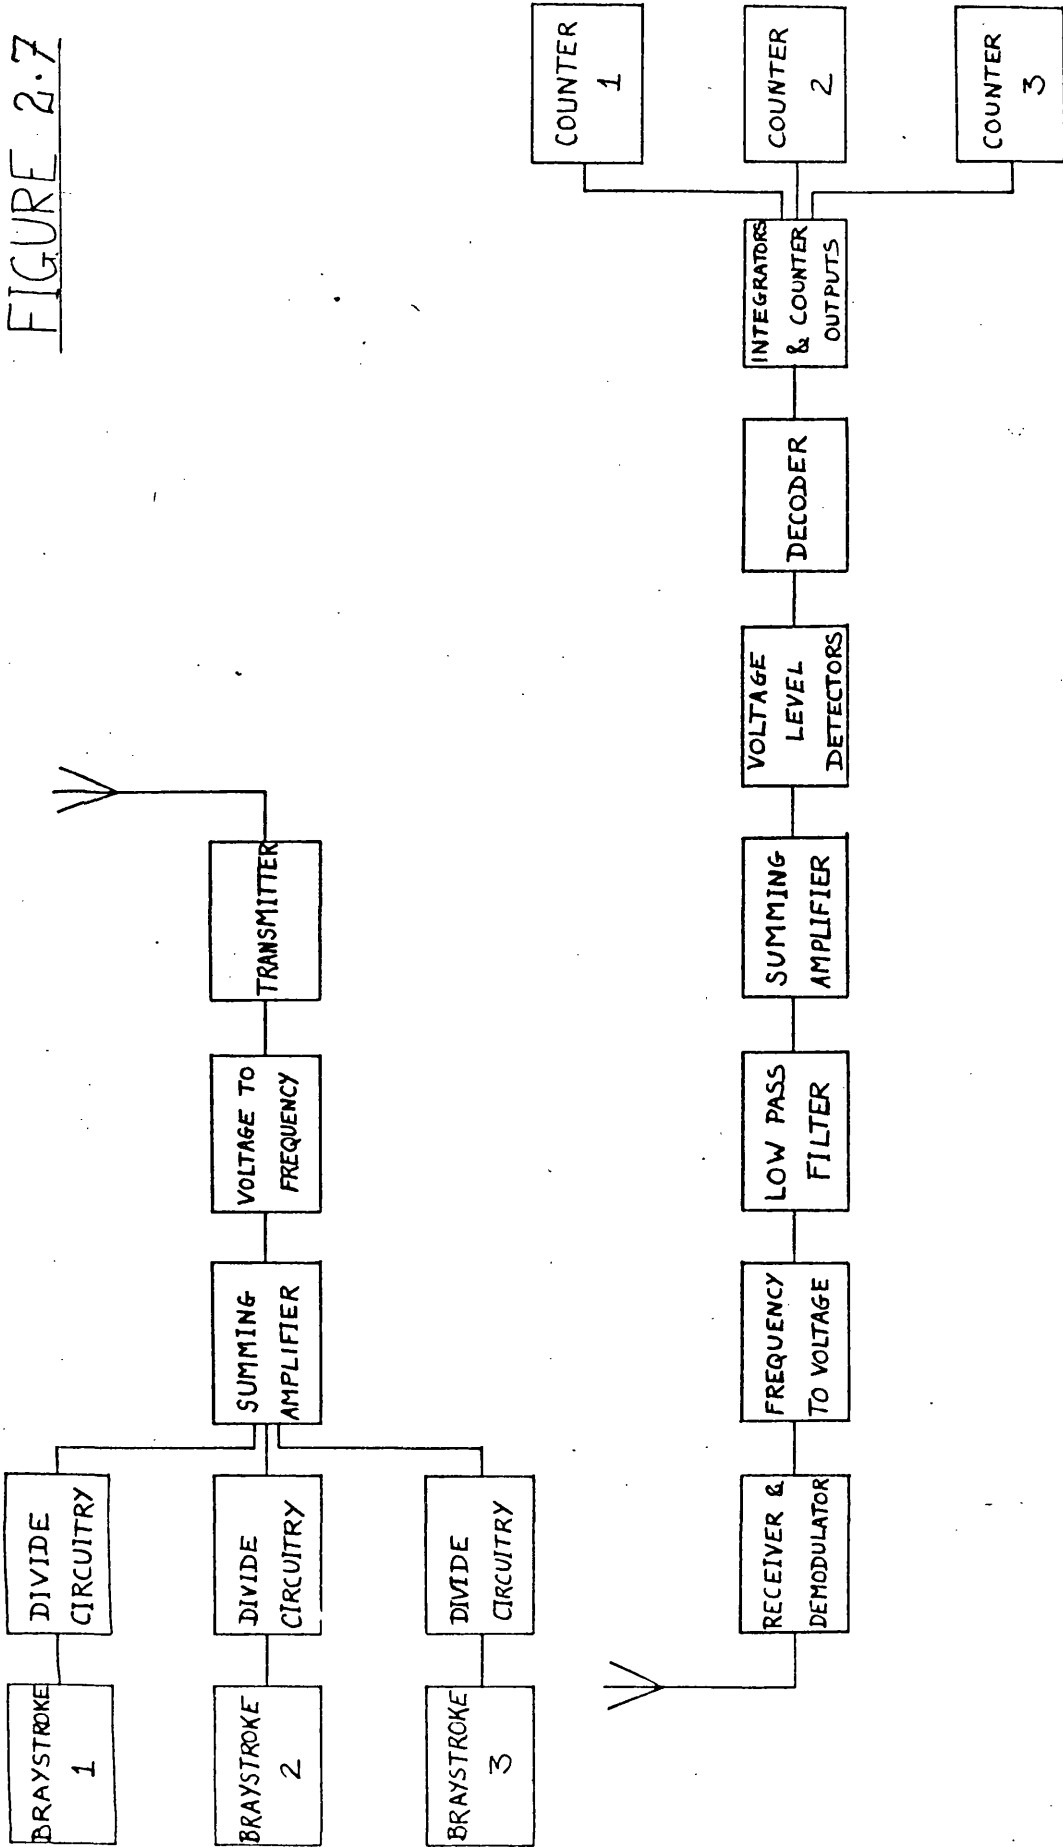 FIGURE 2.7
BRAYSTROKE
1
DIVIDE
CIRCUITRY
BRAYSTROKE
2
DIVIDE
CIRCUITRY
BRAYSTROKE
3
DIVIDE
CIRCUITRY
SUMMING
AMPLIFIER
VOLTAGE TO
FREQUENCY
TRANSMITTER
RECEIVER &
DEMODULATOR
FREQUENCY
TO VOLTAGE
LOW PASS
FILTER
SUMMING
AMPLIFIER
VOLTAGE
LEVEL
DETECTORS
DECODER
INTEGRATORS
& COUNTER
OUTPUTS
COUNTER
1
COUNTER
2
COUNTER
3